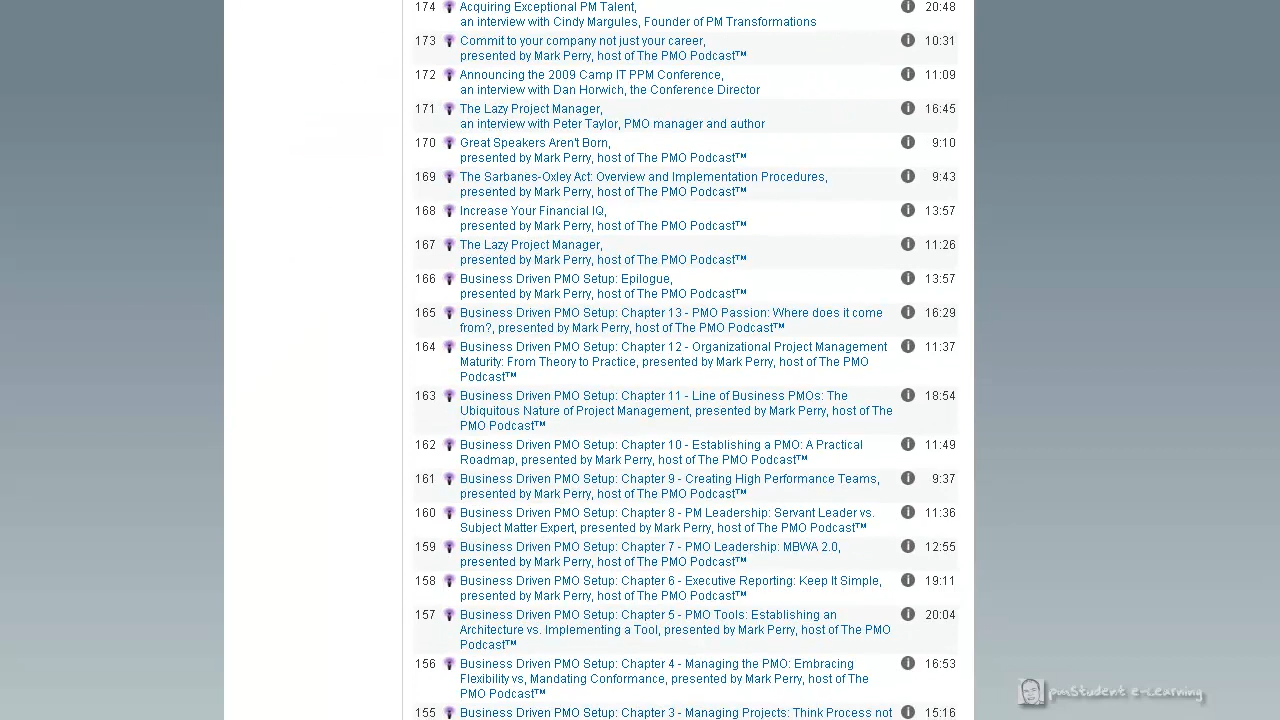 174 Acquiring Exceptional PM Talent, 20:48
an interview with Cindy Margules, Founder of PM Transformations
173 Commit to your company not just your career, 10:31
presented by Mark Perry, host of The PMO Podcast™
172 Announcing the 2009 Camp IT PPM Conference, 11:09
an interview with Dan Horwich, the Conference Director
171 The Lazy Project Manager, 16:45
an interview with Peter Taylor, PMO manager and author
170 Great Speakers Aren't Born, 9:10
presented by Mark Perry, host of The PMO Podcast™
169 The Sarbanes-Oxley Act: Overview and Implementation Procedures, 9:43
presented by Mark Perry, host of The PMO Podcast™
168 Increase Your Financial IQ, 13:57
presented by Mark Perry, host of The PMO Podcast™
167 The Lazy Project Manager, 11:26
presented by Mark Perry, host of The PMO Podcast™
166 Business Driven PMO Setup: Epilogue, 13:57
presented by Mark Perry, host of The PMO Podcast™
165 Business Driven PMO Setup: Chapter 13 - PMO Passion: Where does it come 16:29
from?, presented by Mark Perry, host of The PMO Podcast™
164 Business Driven PMO Setup: Chapter 12 - Organizational Project Management 11:37
Maturity: From Theory to Practice, presented by Mark Perry, host of The PMO
Podcast™
163 Business Driven PMO Setup: Chapter 11 - Line of Business PMOs: The 18:54
Ubiquitous Nature of Project Management, presented by Mark Perry, host of The
PMO Podcast™
162 Business Driven PMO Setup: Chapter 10 - Establishing a PMO: A Practical 11:49
Roadmap, presented by Mark Perry, host of The PMO Podcast™
161 Business Driven PMO Setup: Chapter 9 - Creating High Performance Teams, 9:37
presented by Mark Perry, host of The PMO Podcast™
160 Business Driven PMO Setup: Chapter 8 - PM Leadership: Servant Leader vs. 11:36
Subject Matter Expert, presented by Mark Perry, host of The PMO Podcast™
159 Business Driven PMO Setup: Chapter 7 - PMO Leadership: MBWA 2.0, 12:55
presented by Mark Perry, host of The PMO Podcast™
158 Business Driven PMO Setup: Chapter 6 - Executive Reporting: Keep It Simple, 19:11
presented by Mark Perry, host of The PMO Podcast™
157 Business Driven PMO Setup: Chapter 5 - PMO Tools: Establishing an 20:04
Architecture vs. Implementing a Tool, presented by Mark Perry, host of The PMO
Podcast™
156 Business Driven PMO Setup: Chapter 4 - Managing the PMO: Embracing 16:53
Flexibility vs, Mandating Conformance, presented by Mark Perry, host of The
PMO Podcast™
155 Business Driven PMO Setup: Chapter 3 - Managing Projects: Think Process not 15:16
pmStudent e-Learning